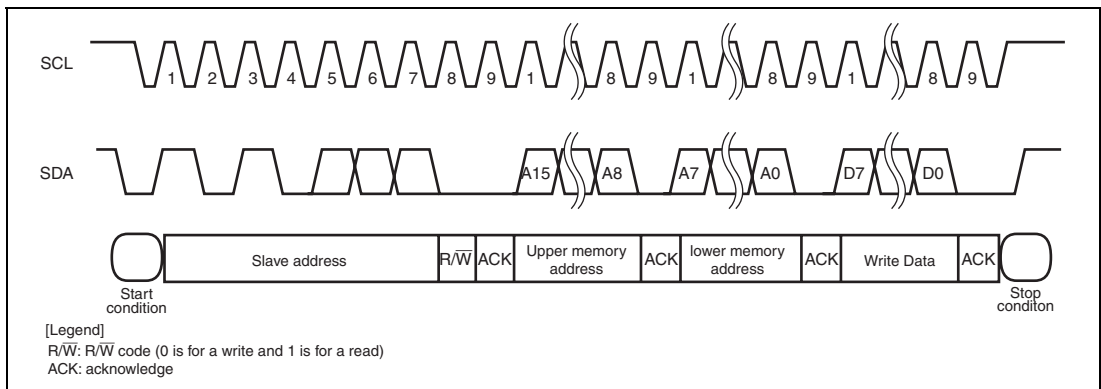 SCL
1 2 3 4 5 6 7 8 9 1 8 9 1 8 9 1 8 9
SDA
A15 A8 A7 A0 D7 D0
Slave address R/W̅ ACK Upper memory address ACK lower memory address ACK Write Data ACK
Start condition
Stop conditon
[Legend]
R/W̅: R/W̅ code (0 is for a write and 1 is for a read)
ACK: acknowledge